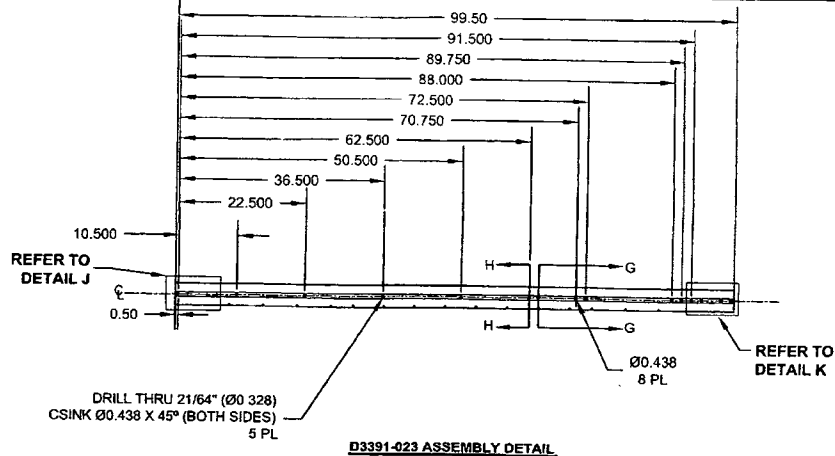 99.50
91.500
89.750
88.000
72.500
70.750
62.500
50.500
36.500
22.500
10.500
REFER TO
DETAIL J
H
G
℄
0.50
H
G
Ø0.438
8 PL
REFER TO
DETAIL K
DRILL THRU 21/64" (Ø0 328)
CSINK Ø0.438 X 45º (BOTH SIDES)
5 PL
D3391-023 ASSEMBLY DETAIL